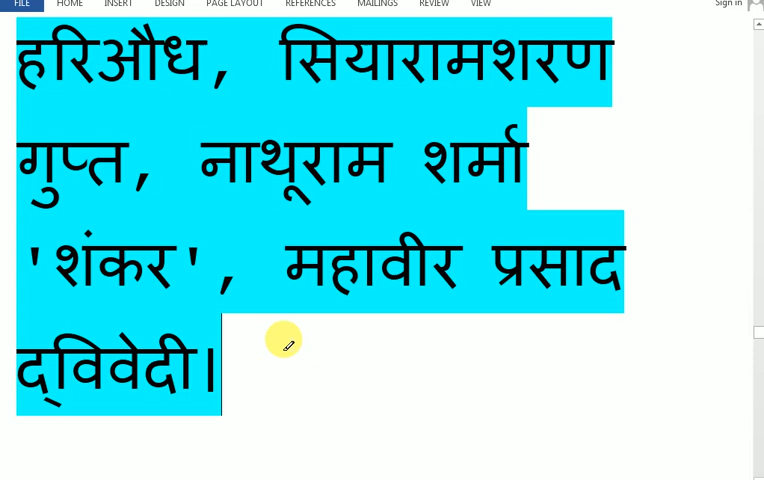 FILE HOME INSERT DESIGN PAGE LAYOUT REFERENCES MAILINGS REVIEW VIEW Sign in
हरिऔध, सियारामशरण
गुप्त, नाथूराम शर्मा
'शंकर', महावीर प्रसाद
द्विवेदी।